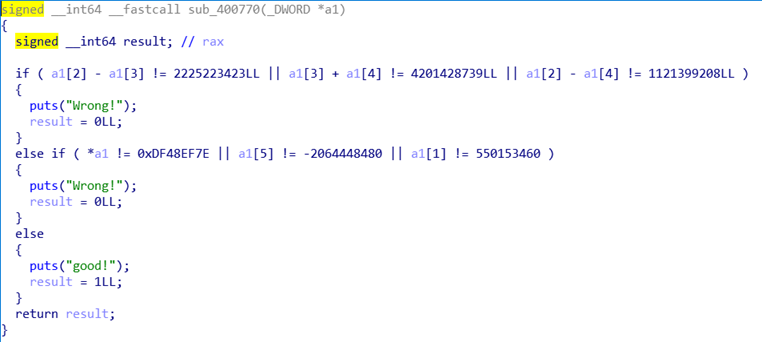 signed __int64 __fastcall sub_400770(_DWORD *a1)
{
  signed __int64 result; // rax

  if ( a1[2] - a1[3] != 2225223423LL || a1[3] + a1[4] != 4201428739LL || a1[2] - a1[4] != 1121399208LL )
  {
    puts("Wrong!");
    result = 0LL;
  }
  else if ( *a1 != 0xDF48EF7E || a1[5] != -2064448480 || a1[1] != 550153460 )
  {
    puts("Wrong!");
    result = 0LL;
  }
  else
  {
    puts("good!");
    result = 1LL;
  }
  return result;
}